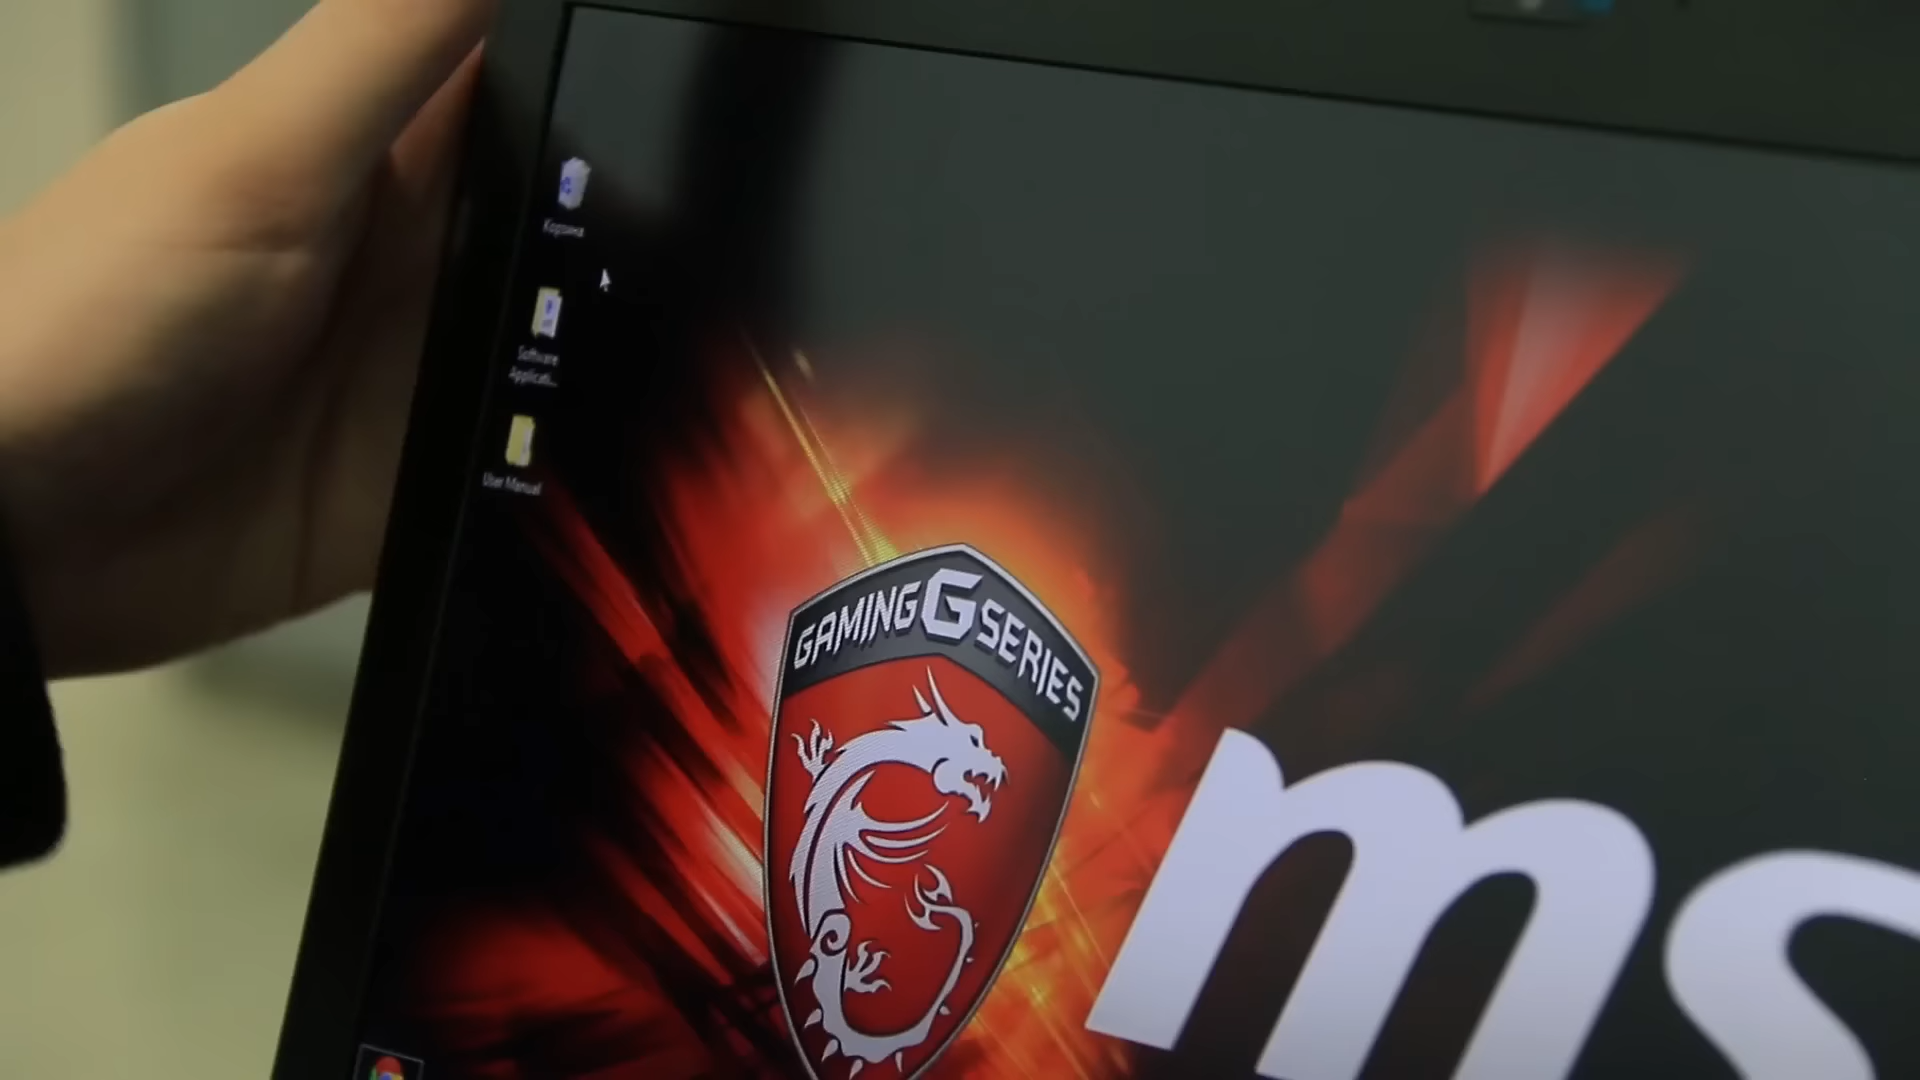 Корзина
Software
Applicati...
User Manual
GAMING G SERIES
ms